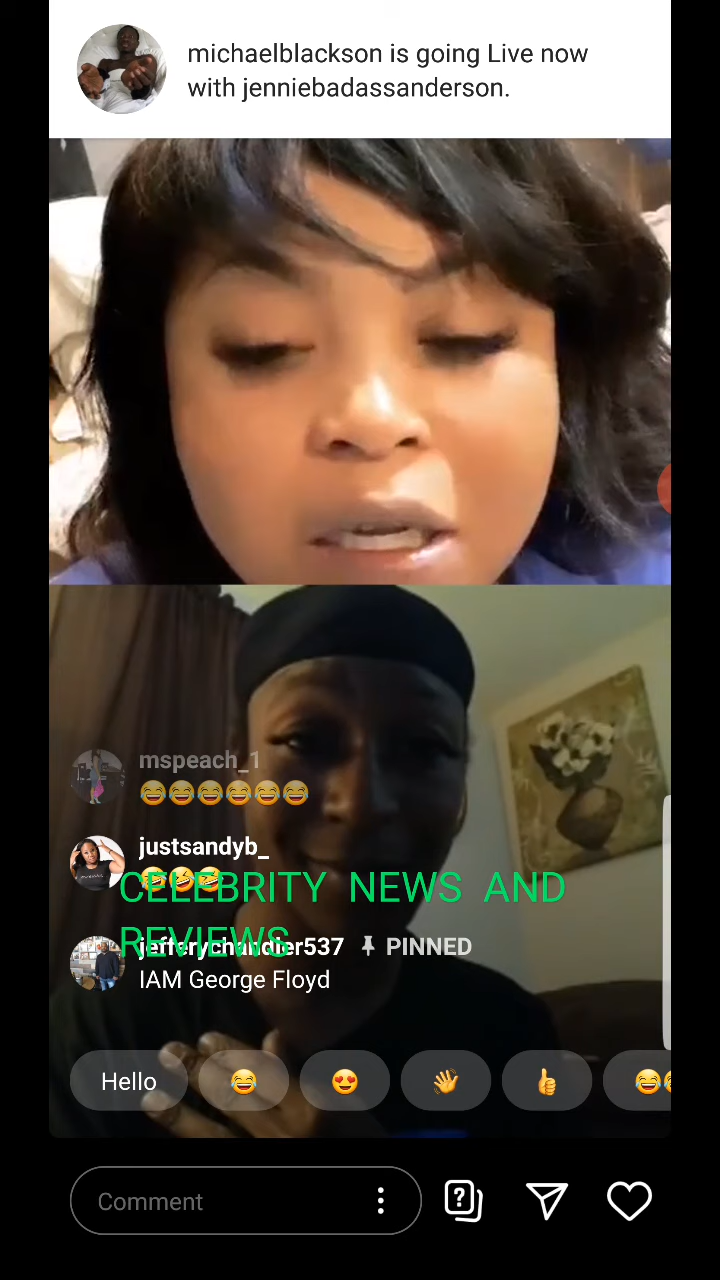 michaelblackson is going Live now
with jenniebadassanderson.
mspeach_1
😂😂😂😂😂😂
justsandyb_
🤣🤣🤣
CELEBRITY NEWS AND
REVIEWS
jefferychandler537 PINNED
IAM George Floyd
Hello 😂 😍 👋 👍 😂
Comment